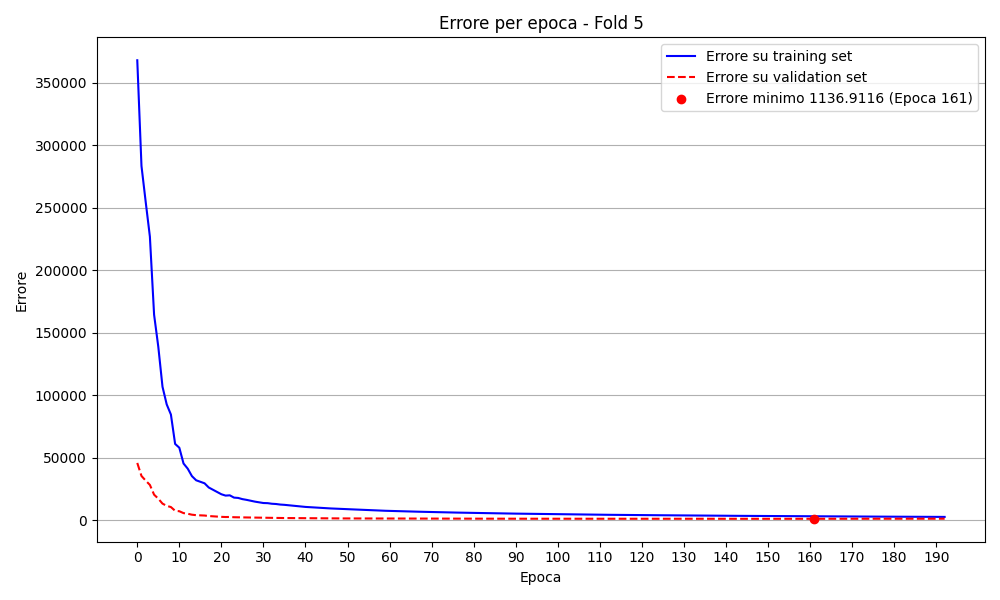 Errore per epoca - Fold 5
Errore su training set
Errore su validation set
Errore minimo 1136.9116 (Epoca 161)
Errore
350000
300000
250000
200000
150000
100000
50000
0
0 10 20 30 40 50 60 70 80 90 100 110 120 130 140 150 160 170 180 190
Epoca